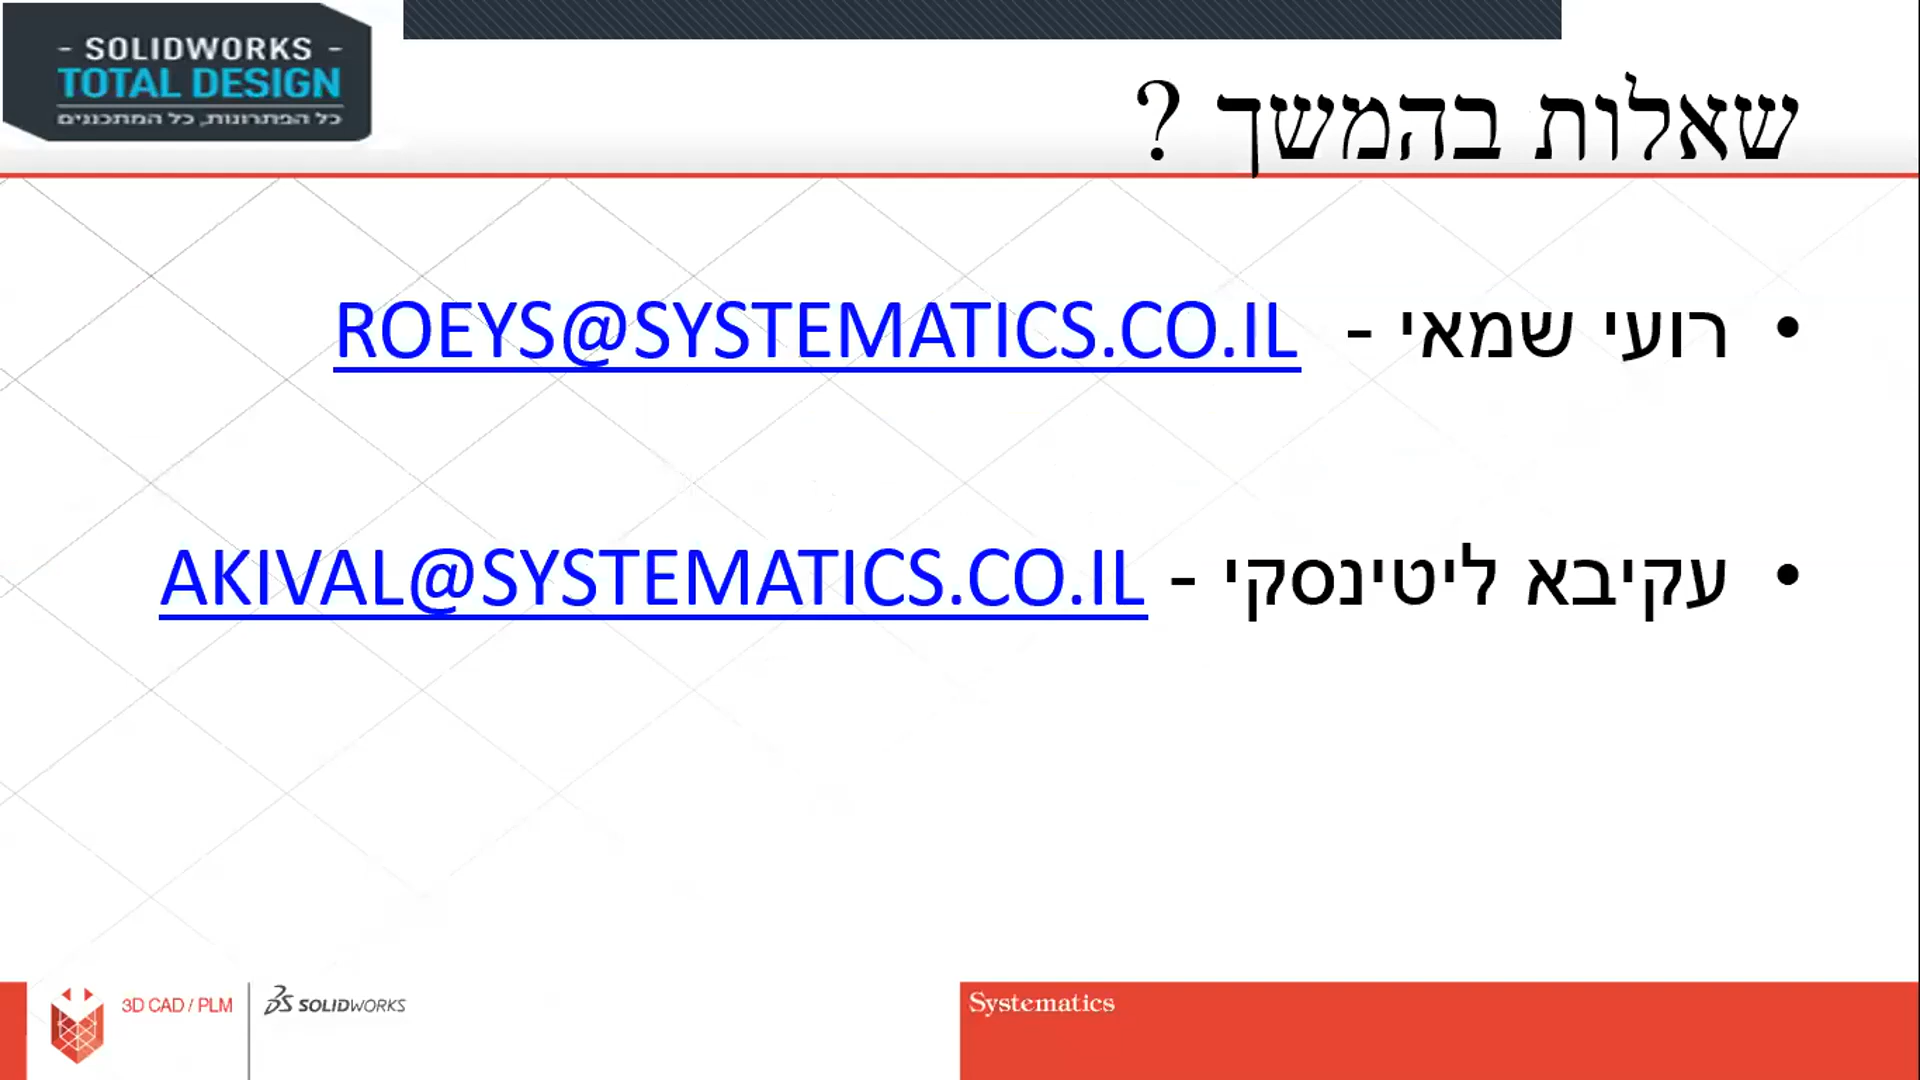 - SOLIDWORKS -
TOTAL DESIGN
כל הפתרונות, כל המתכננים
שאלות בהמשך ?
• רועי שמאי - ROEYS@SYSTEMATICS.CO.IL
• עקיבא ליטינסקי - AKIVAL@SYSTEMATICS.CO.IL
3D CAD / PLM
SOLIDWORKS
Systematics